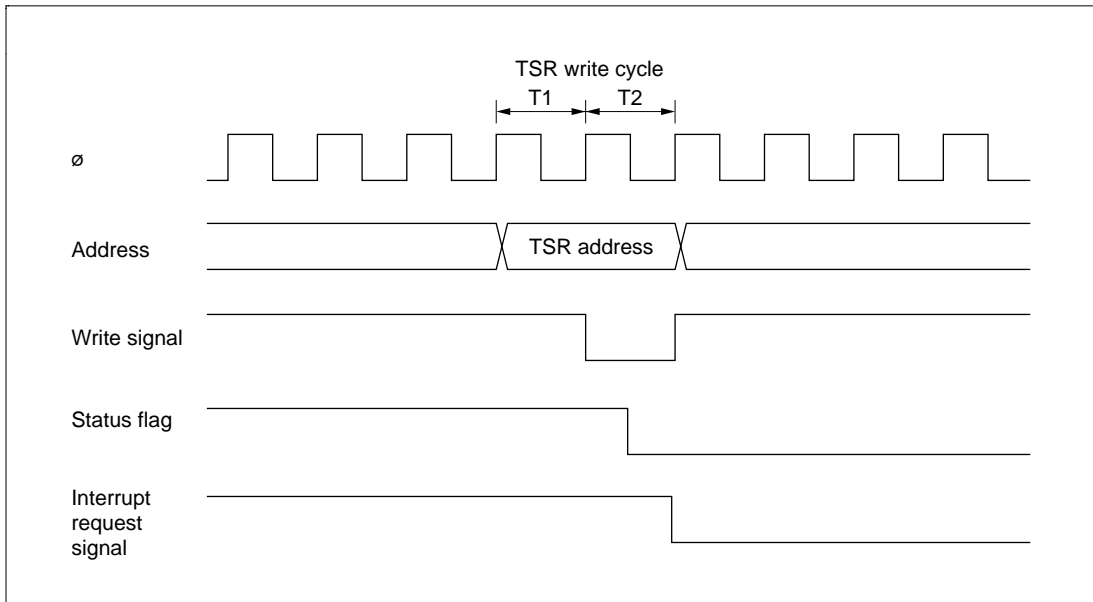 TSR write cycle
T1 T2
ø
Address
TSR address
Write signal
Status flag
Interrupt
request
signal